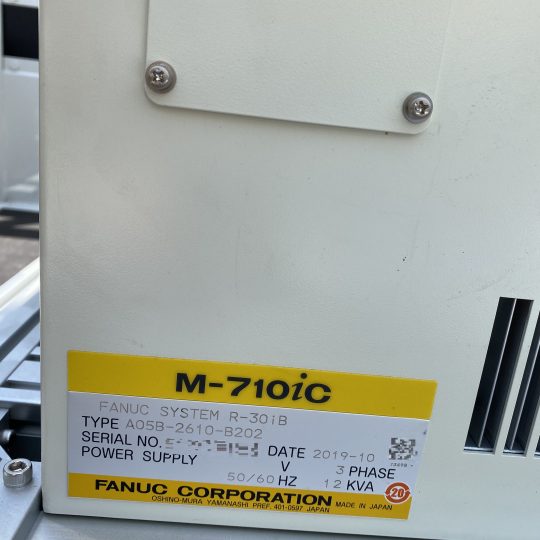 M-710iC
FANUC SYSTEM R-30iB
TYPE A05B-2610-B202
SERIAL NO. DATE 2019-10
POWER SUPPLY V 3 PHASE
50/60 HZ 12 KVA
FANUC CORPORATION MADE IN JAPAN
OSHINO-MURA YAMANASHI PREF. 401-0597 JAPAN
20